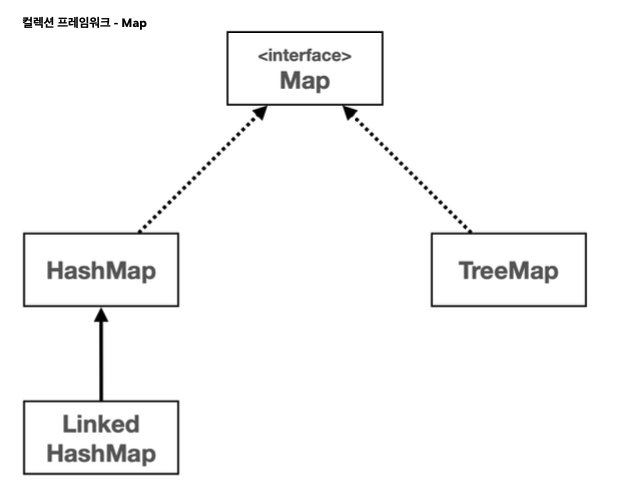 컬렉션 프레임워크 - Map
<interface>
Map
HashMap
TreeMap
Linked
HashMap